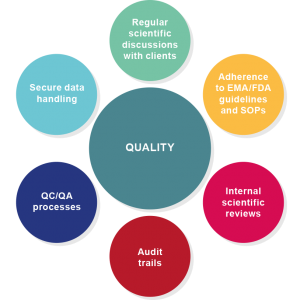 Regular
scientific
discussions
with clients
Secure data
handling
Adherence
to EMA/FDA
guidelines
and SOPs
QUALITY
QC/QA
processes
Internal
scientific
reviews
Audit
trails